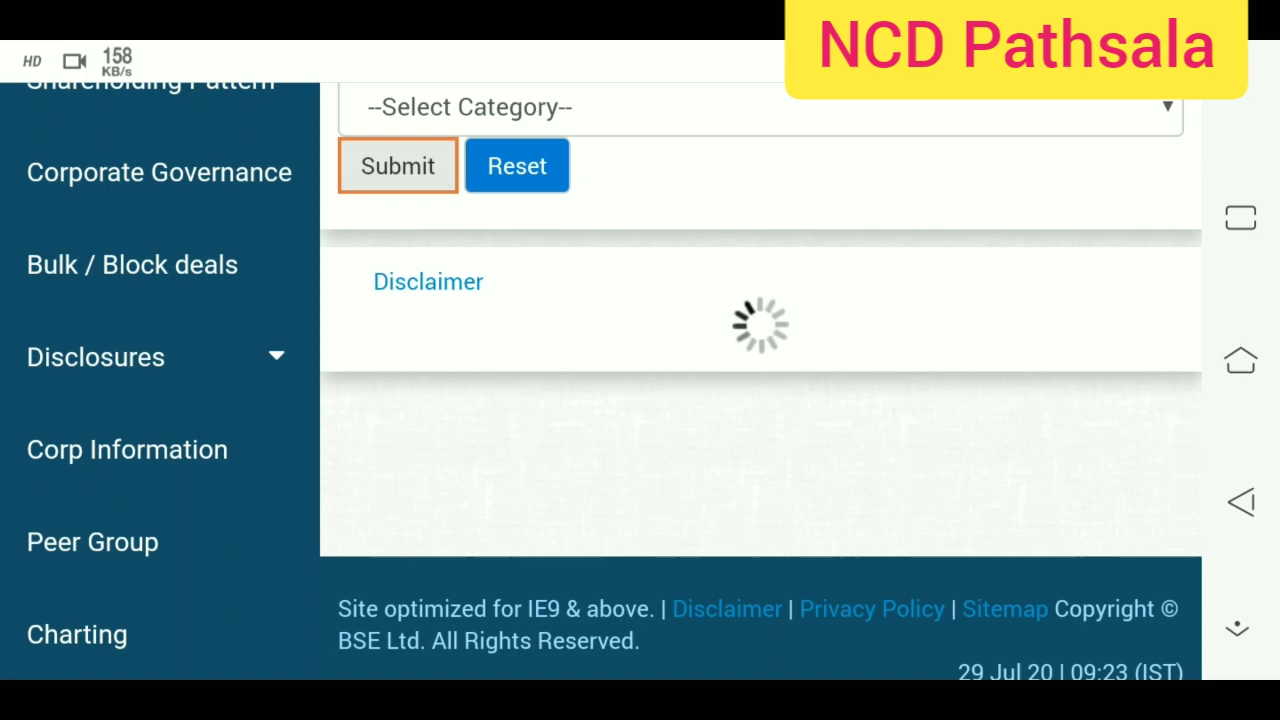 NCD Pathsala
HD 158 KB/s
Shareholding Pattern
Corporate Governance
Bulk / Block deals
Disclosures
Corp Information
Peer Group
Charting
--Select Category--
Submit Reset
Disclaimer
Site optimized for IE9 & above. | Disclaimer | Privacy Policy | Sitemap Copyright ©
BSE Ltd. All Rights Reserved.
29 Jul 20 | 09:23 (IST)